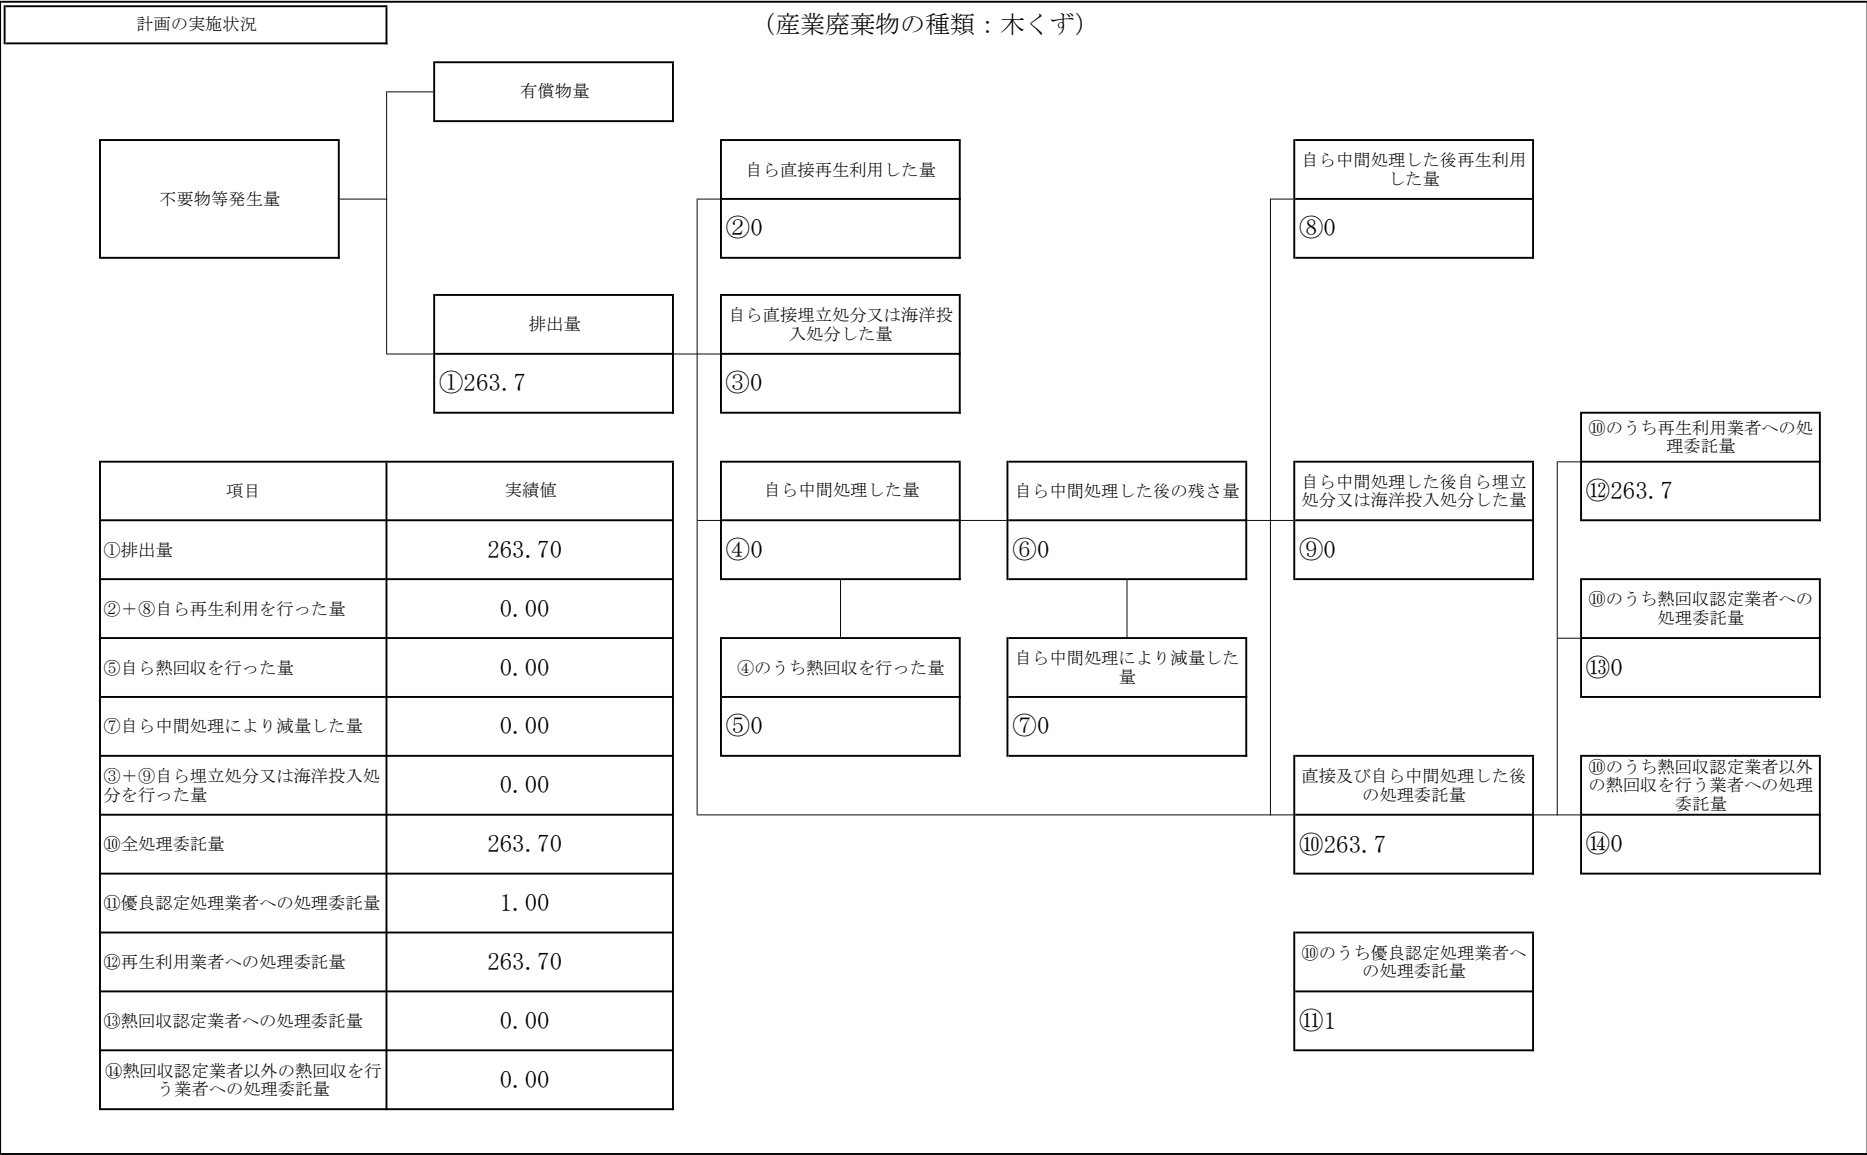 計画の実施状況
（産業廃棄物の種類：木くず）
有償物量
不要物等発生量
自ら直接再生利用した量
②0
自ら中間処理した後再生利用
した量
⑧0
排出量
①263.7
自ら直接埋立処分又は海洋投
入処分した量
③0
⑩のうち再生利用業者への処
理委託量
⑫263.7
自ら中間処理した量
④0
自ら中間処理した後の残さ量
⑥0
自ら中間処理した後自ら埋立
処分又は海洋投入処分した量
⑨0
⑩のうち熱回収認定業者への
処理委託量
⑬0
④のうち熱回収を行った量
⑤0
自ら中間処理により減量した
量
⑦0
直接及び自ら中間処理した後
の処理委託量
⑩263.7
⑩のうち熱回収認定業者以外
の熱回収を行う業者への処理
委託量
⑭0
⑩のうち優良認定処理業者へ
の処理委託量
⑪1
項目
実績値
①排出量
263.70
②＋⑧自ら再生利用を行った量
0.00
⑤自ら熱回収を行った量
0.00
⑦自ら中間処理により減量した量
0.00
③＋⑨自ら埋立処分又は海洋投入処
分を行った量
0.00
⑩全処理委託量
263.70
⑪優良認定処理業者への処理委託量
1.00
⑫再生利用業者への処理委託量
263.70
⑬熱回収認定業者への処理委託量
0.00
⑭熱回収認定業者以外の熱回収を行
う業者への処理委託量
0.00